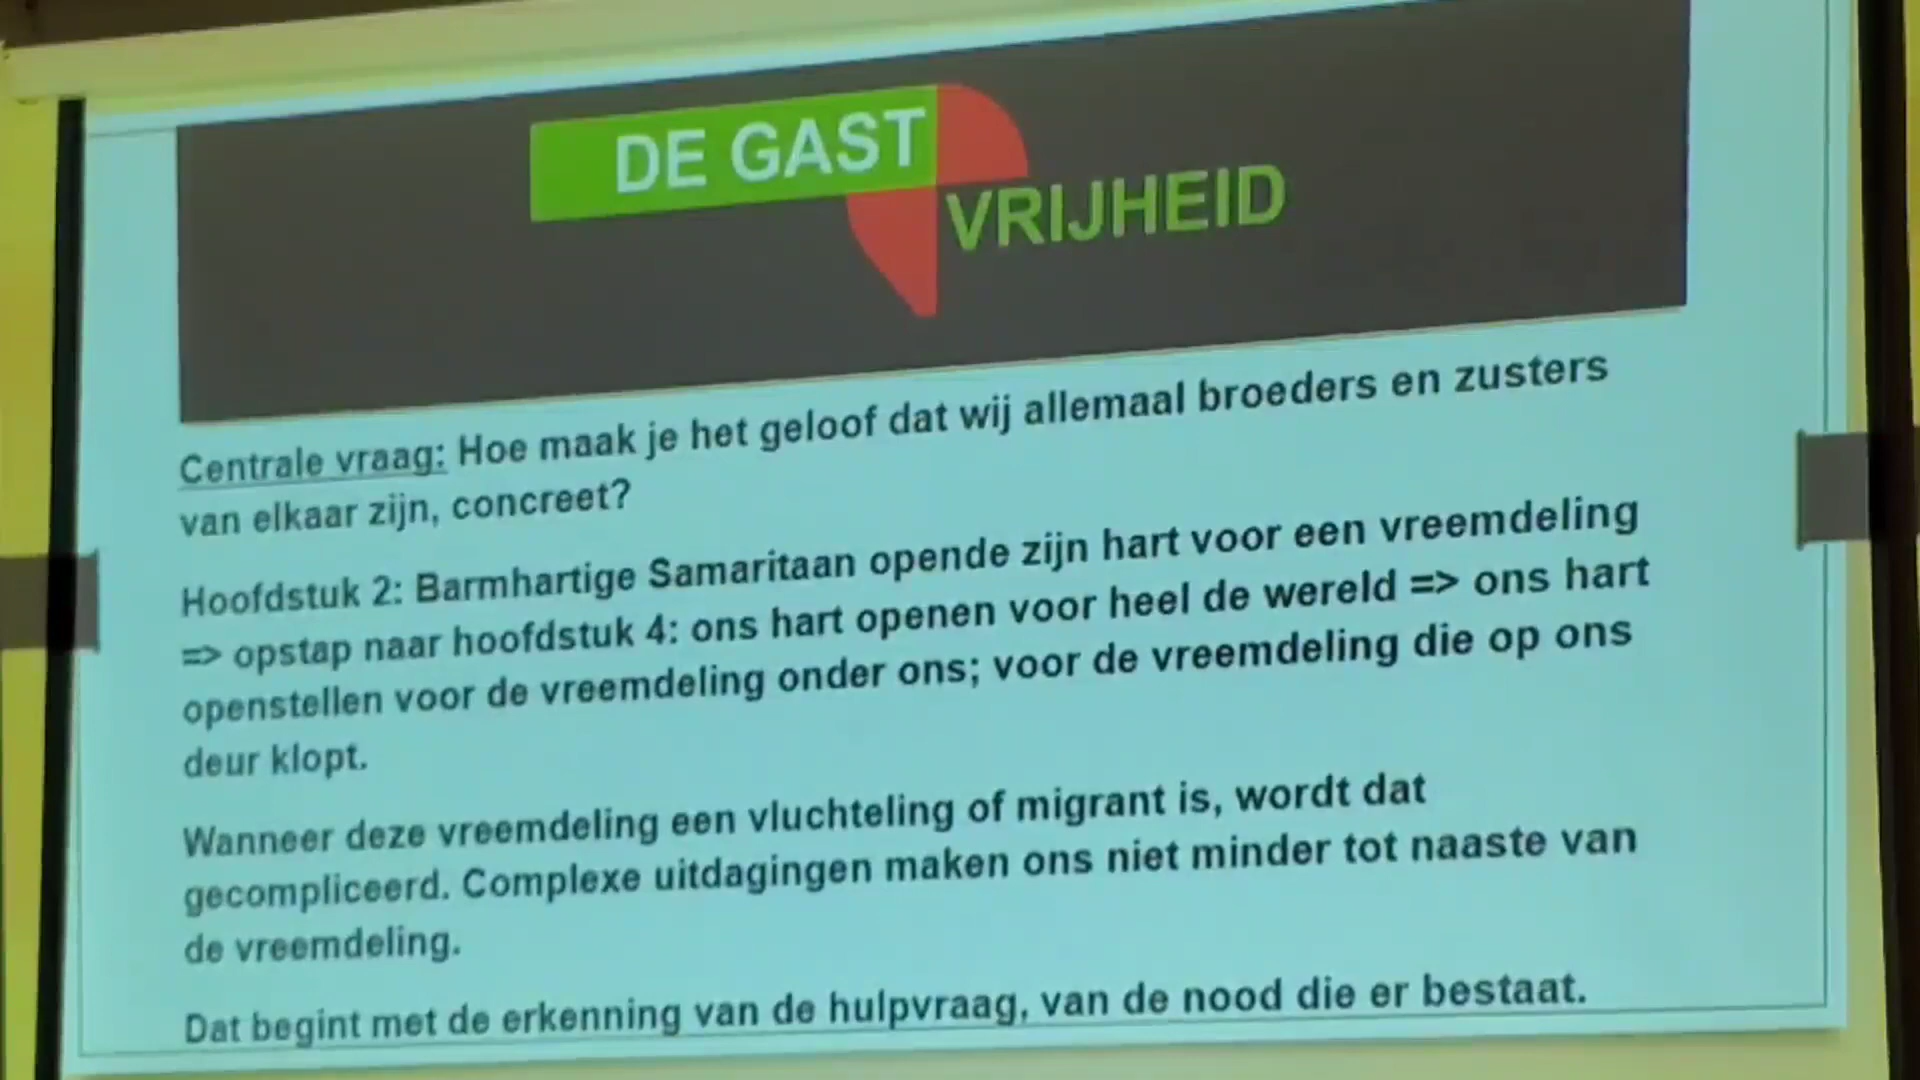 DE GAST
VRIJHEID
Centrale vraag: Hoe maak je het geloof dat wij allemaal broeders en zusters
van elkaar zijn, concreet?
Hoofdstuk 2: Barmhartige Samaritaan opende zijn hart voor een vreemdeling
=> opstap naar hoofdstuk 4: ons hart openen voor heel de wereld => ons hart
openstellen voor de vreemdeling onder ons; voor de vreemdeling die op ons
deur klopt.
Wanneer deze vreemdeling een vluchteling of migrant is, wordt dat
gecompliceerd. Complexe uitdagingen maken ons niet minder tot naaste van
de vreemdeling.
Dat begint met de erkenning van de hulpvraag, van de nood die er bestaat.